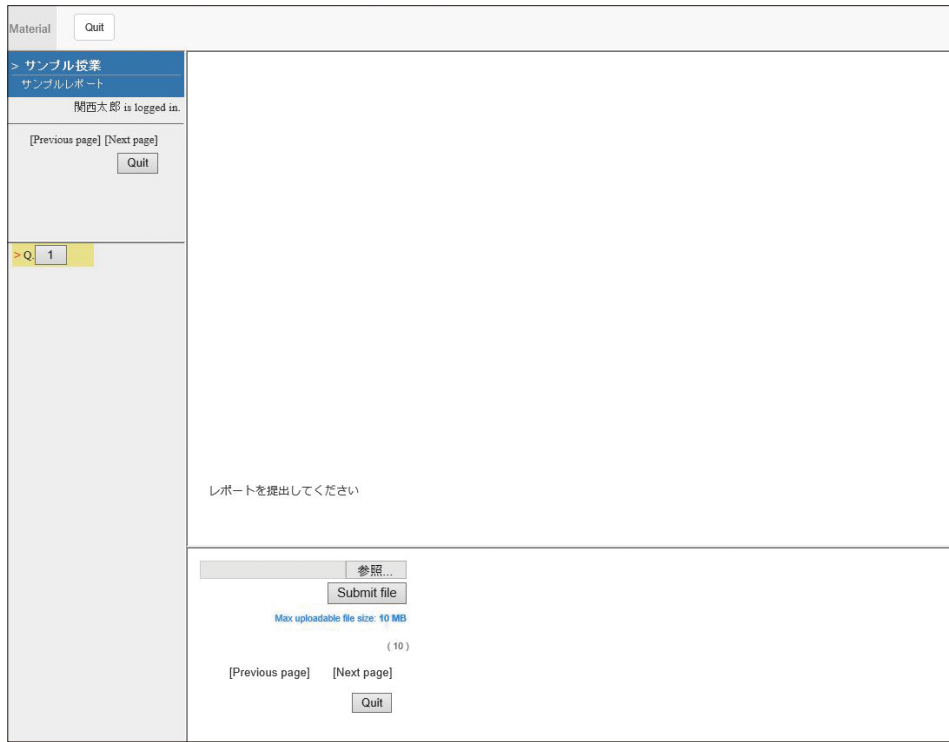 Material Quit
> サンプル授業
サンプルレポート
関西太郎 is logged in.
[Previous page] [Next page]
Quit
>Q. 1
レポートを提出してください
参照...
Submit file
Max uploadable file size: 10 MB
( 10 )
[Previous page] [Next page]
Quit